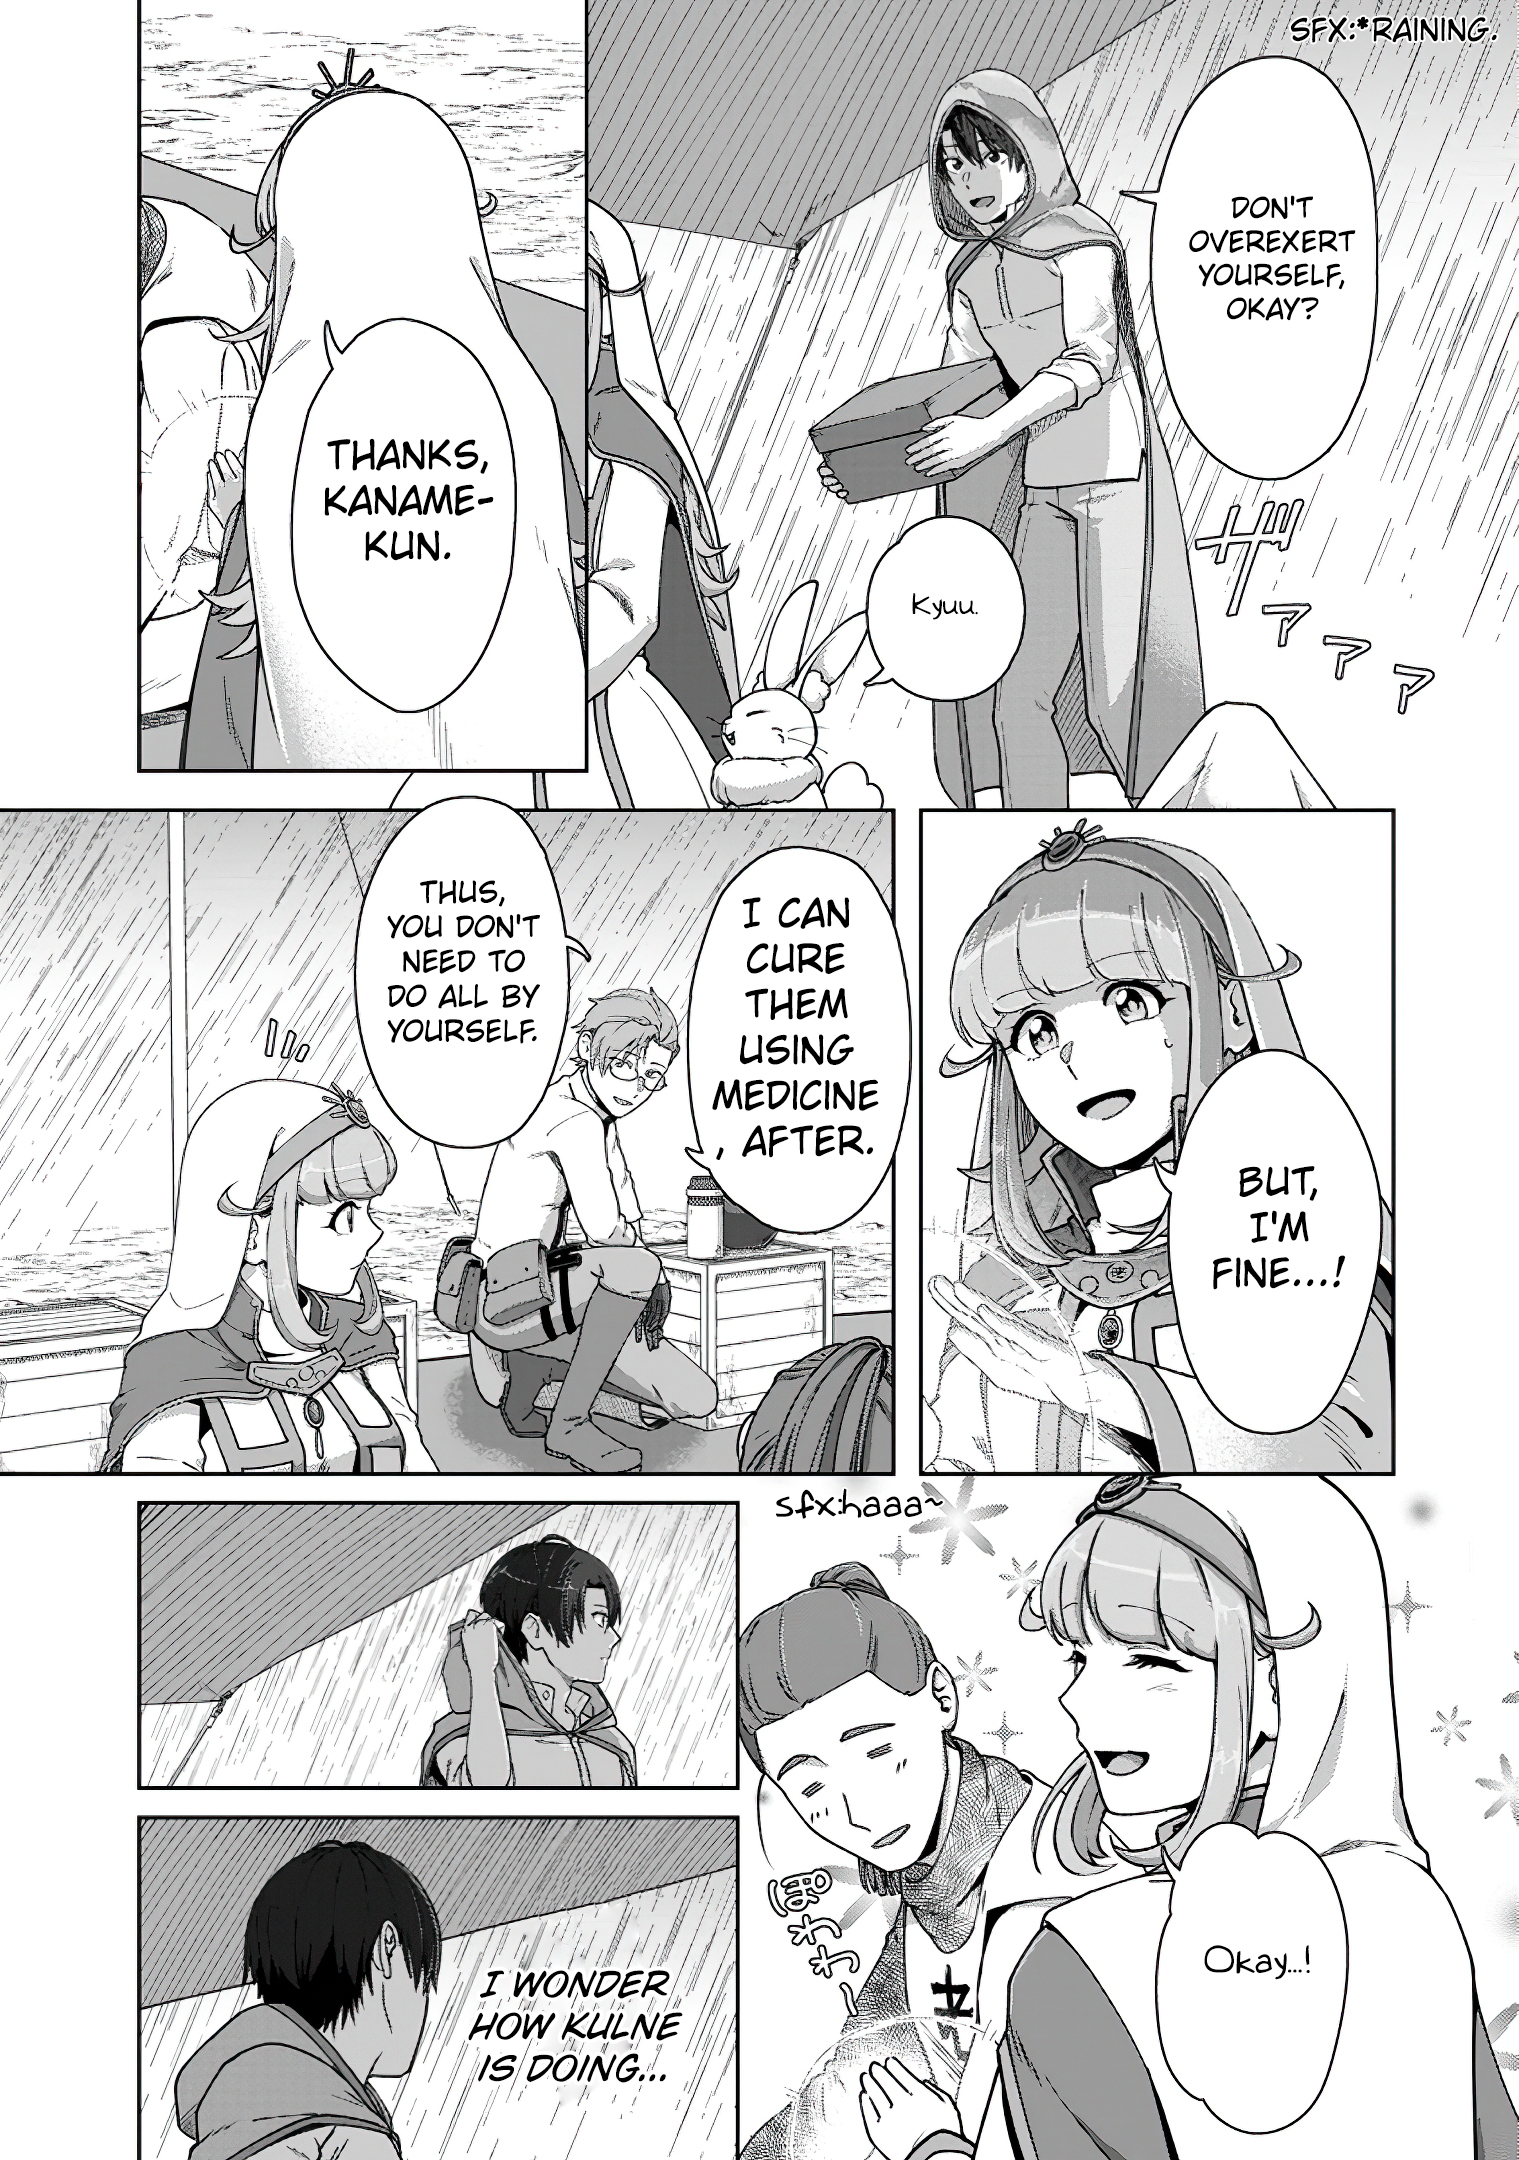 SFX:*RAINING.
DON'T
OVEREXERT
YOURSELF,
OKAY?
ザァァァ
Kyuu.
THANKS,
KANAME-
KUN.
BUT,
I'M
FINE...!
I CAN
CURE
THEM
USING
MEDICINE
, AFTER.
THUS,
YOU DON'T
NEED TO
DO ALL BY
YOURSELF.
sfx:haaa~
ぽぉぉ~
Okay...!
I WONDER
HOW KULNE
IS DOING...